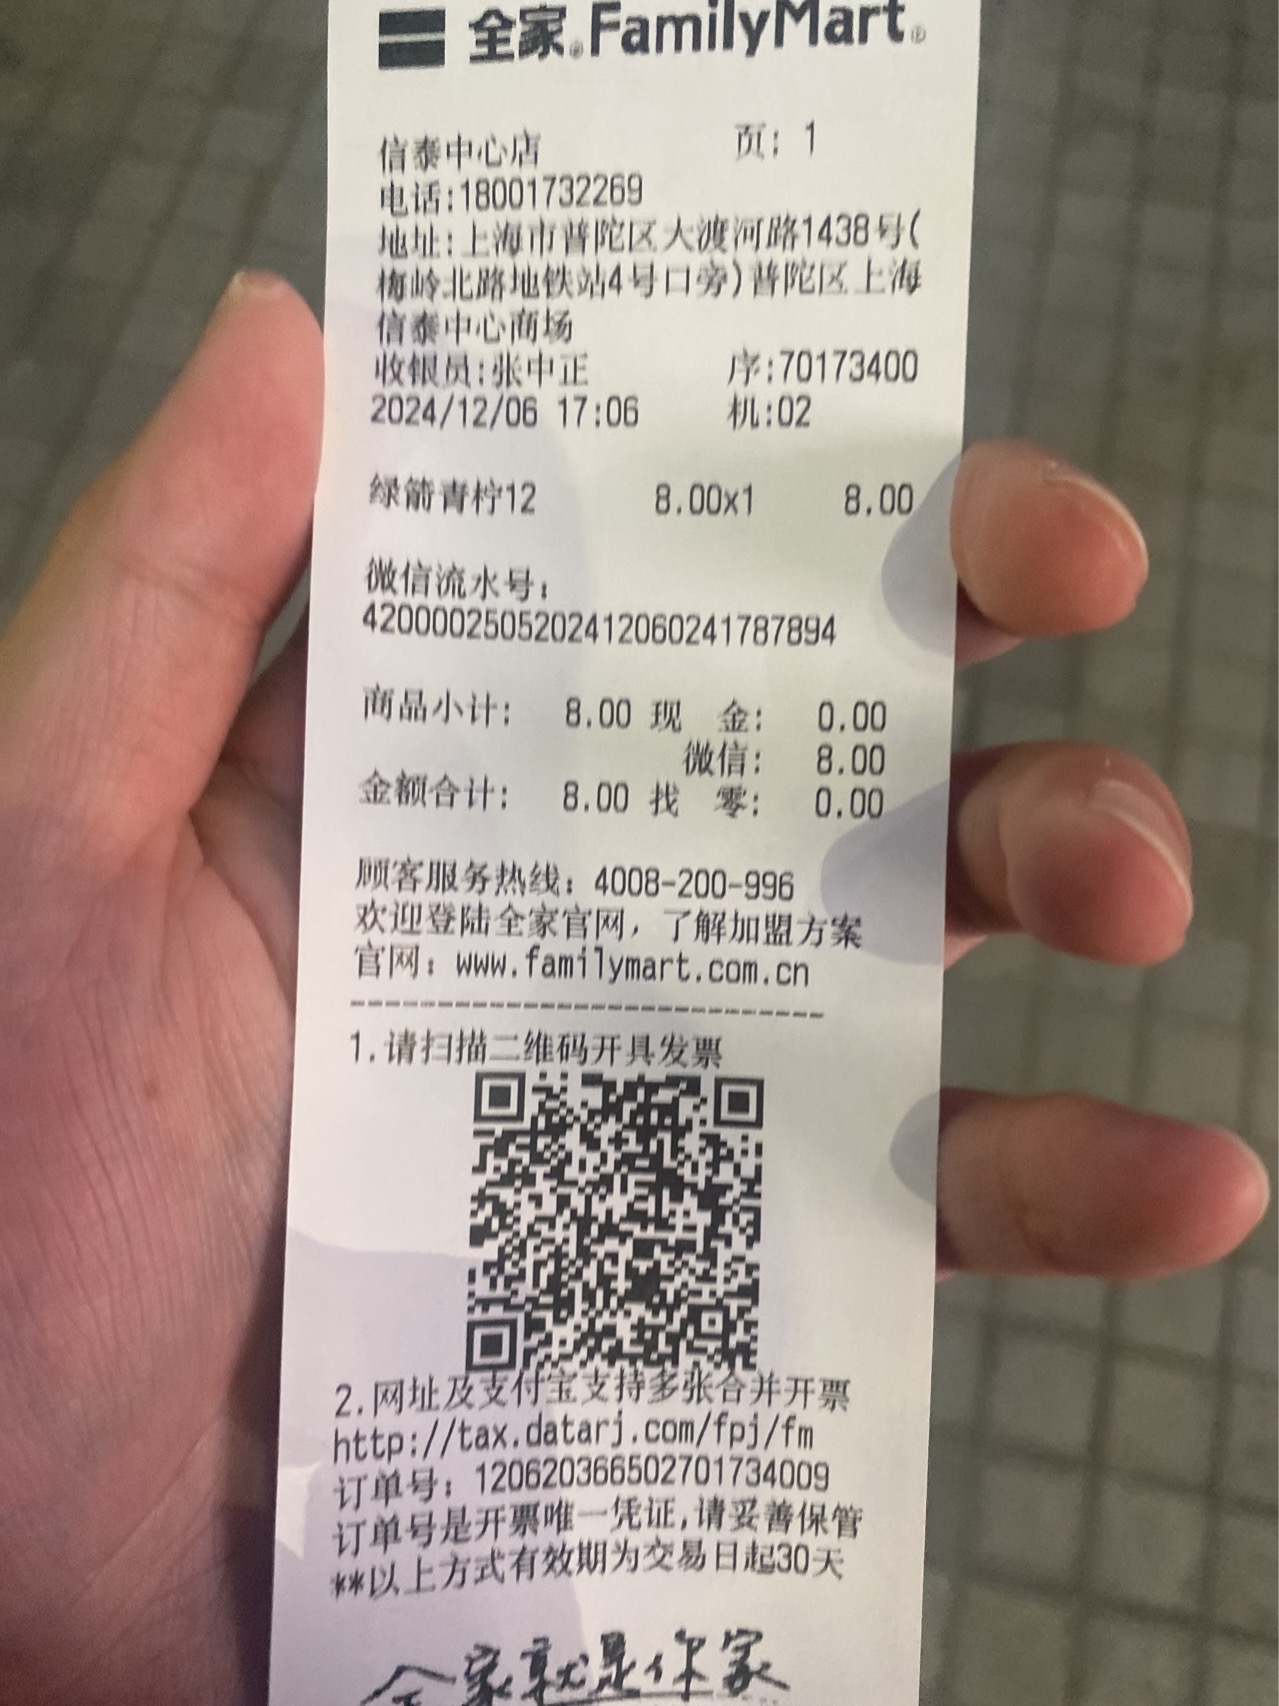 全家®FamilyMart®
信泰中心店 页: 1
电话:18001732269
地址:上海市普陀区大渡河路1438号(
梅岭北路地铁站4号口旁)普陀区上海
信泰中心商场
收银员:张中正 序:70173400
2024/12/06 17:06 机:02
绿箭青柠12 8.00x1 8.00
微信流水号:
4200002505202412060241787894
商品小计: 8.00 现 金: 0.00
微信: 8.00
金额合计: 8.00 找 零: 0.00
顾客服务热线: 4008-200-996
欢迎登陆全家官网, 了解加盟方案
官网: www.familymart.com.cn
1.请扫描二维码开具发票
2.网址及支付宝支持多张合并开票
http://tax.datarj.com/fpj/fm
订单号: 120620366502701734009
订单号是开票唯一凭证,请妥善保管
**以上方式有效期为交易日起30天
全家就是你家